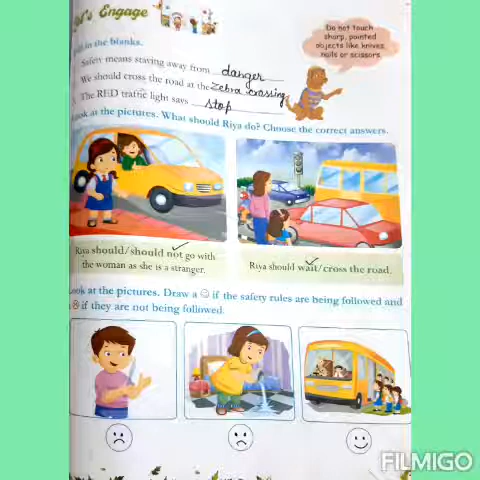 Let's Engage
Do not touch
sharp, pointed
objects like knives,
nails or scissors.
in the blanks.
Safety means staying away from danger
We should cross the road at the zebra crossing
The RED traffic light says stop
Look at the pictures. What should Riya do? Choose the correct answers.
Riya should/should not go with
the woman as she is a stranger.
Riya should wait/cross the road.
Look at the pictures. Draw a ☺ if the safety rules are being followed and
☹ if they are not being followed.
FILMIGO